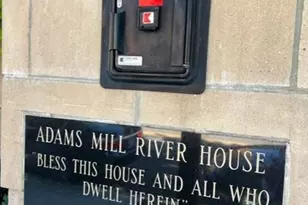 ADAMS MILL RIVER HOUSE
"BLESS THIS HOUSE AND ALL WHO
DWELL HEREIN"